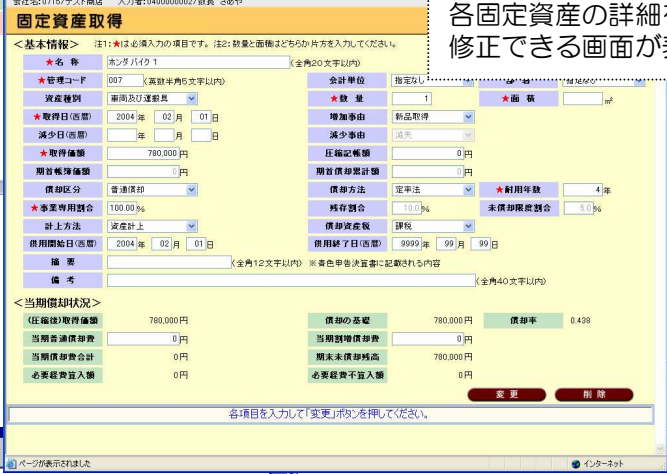 会社名:0715/テスト商店　入力者:0400000002/数長 さあや
各固定資産の詳細
修正できる画面が
固定資産取得
＜基本情報＞　注1:★は必須入力の項目です。注2:数量と面積はどちらか片方を入力してください。
★名 称　ホンダバイク 1　(全角20文字以内)
★管理コード　007　(英数半角5文字以内)　会計単位　指定なし　指定なし
資産種別　車両及び運搬具　★数 量　1　★面 積　㎡
★取得日(西暦)　2004 年　02 月　01 日　増加事由　新品取得
減少日(西暦)　年　月　日　減少事由　滅失
★取得価額　780,000 円　圧縮記帳額　0 円
期首帳簿価額　0 円　期首償却累計額　0 円
償却区分　普通償却　償却方法　定率法　★耐用年数　4 年
★事業専用割合　100.00 %　残存割合　10.0 %　未償却限度割合　5.0 %
計上方法　資産計上　償却資産税　課税
供用開始日(西暦)　2004 年　02 月　01 日　供用終了日(西暦)　9999 年　99 月　99 日
摘 要　(全角12文字以内)　※青色申告決算書に記載される内容
備 考　(全角40文字以内)
＜当期償却状況＞
(圧縮後)取得価額　780,000円　償却の基礎　780,000円　償却率　0.438
当期普通償却費　0 円　当期割増償却費　0 円
当期償却費合計　0円　期末未償却残高　780,000円
必要経費算入額　0円　必要経費不算入額　0円
変 更　削 除
各項目を入力して「変更」ボタンを押してください。
ページが表示されました　インターネット